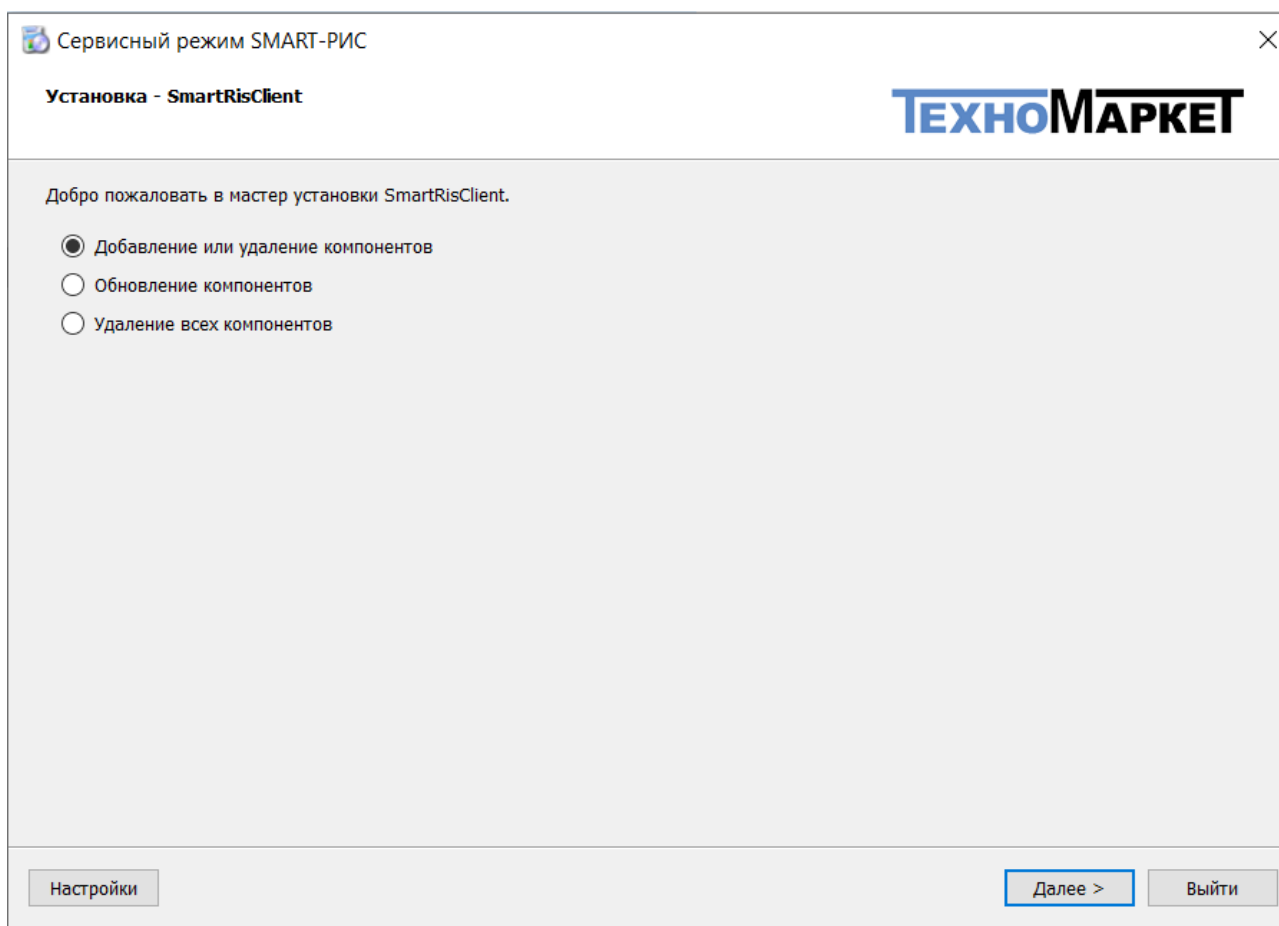 Сервисный режим SMART-РИС
Установка - SmartRisClient
ТЕХНОМАРКЕТ
Добро пожаловать в мастер установки SmartRisClient.
Добавление или удаление компонентов
Обновление компонентов
Удаление всех компонентов
Настройки
Далее >
Выйти